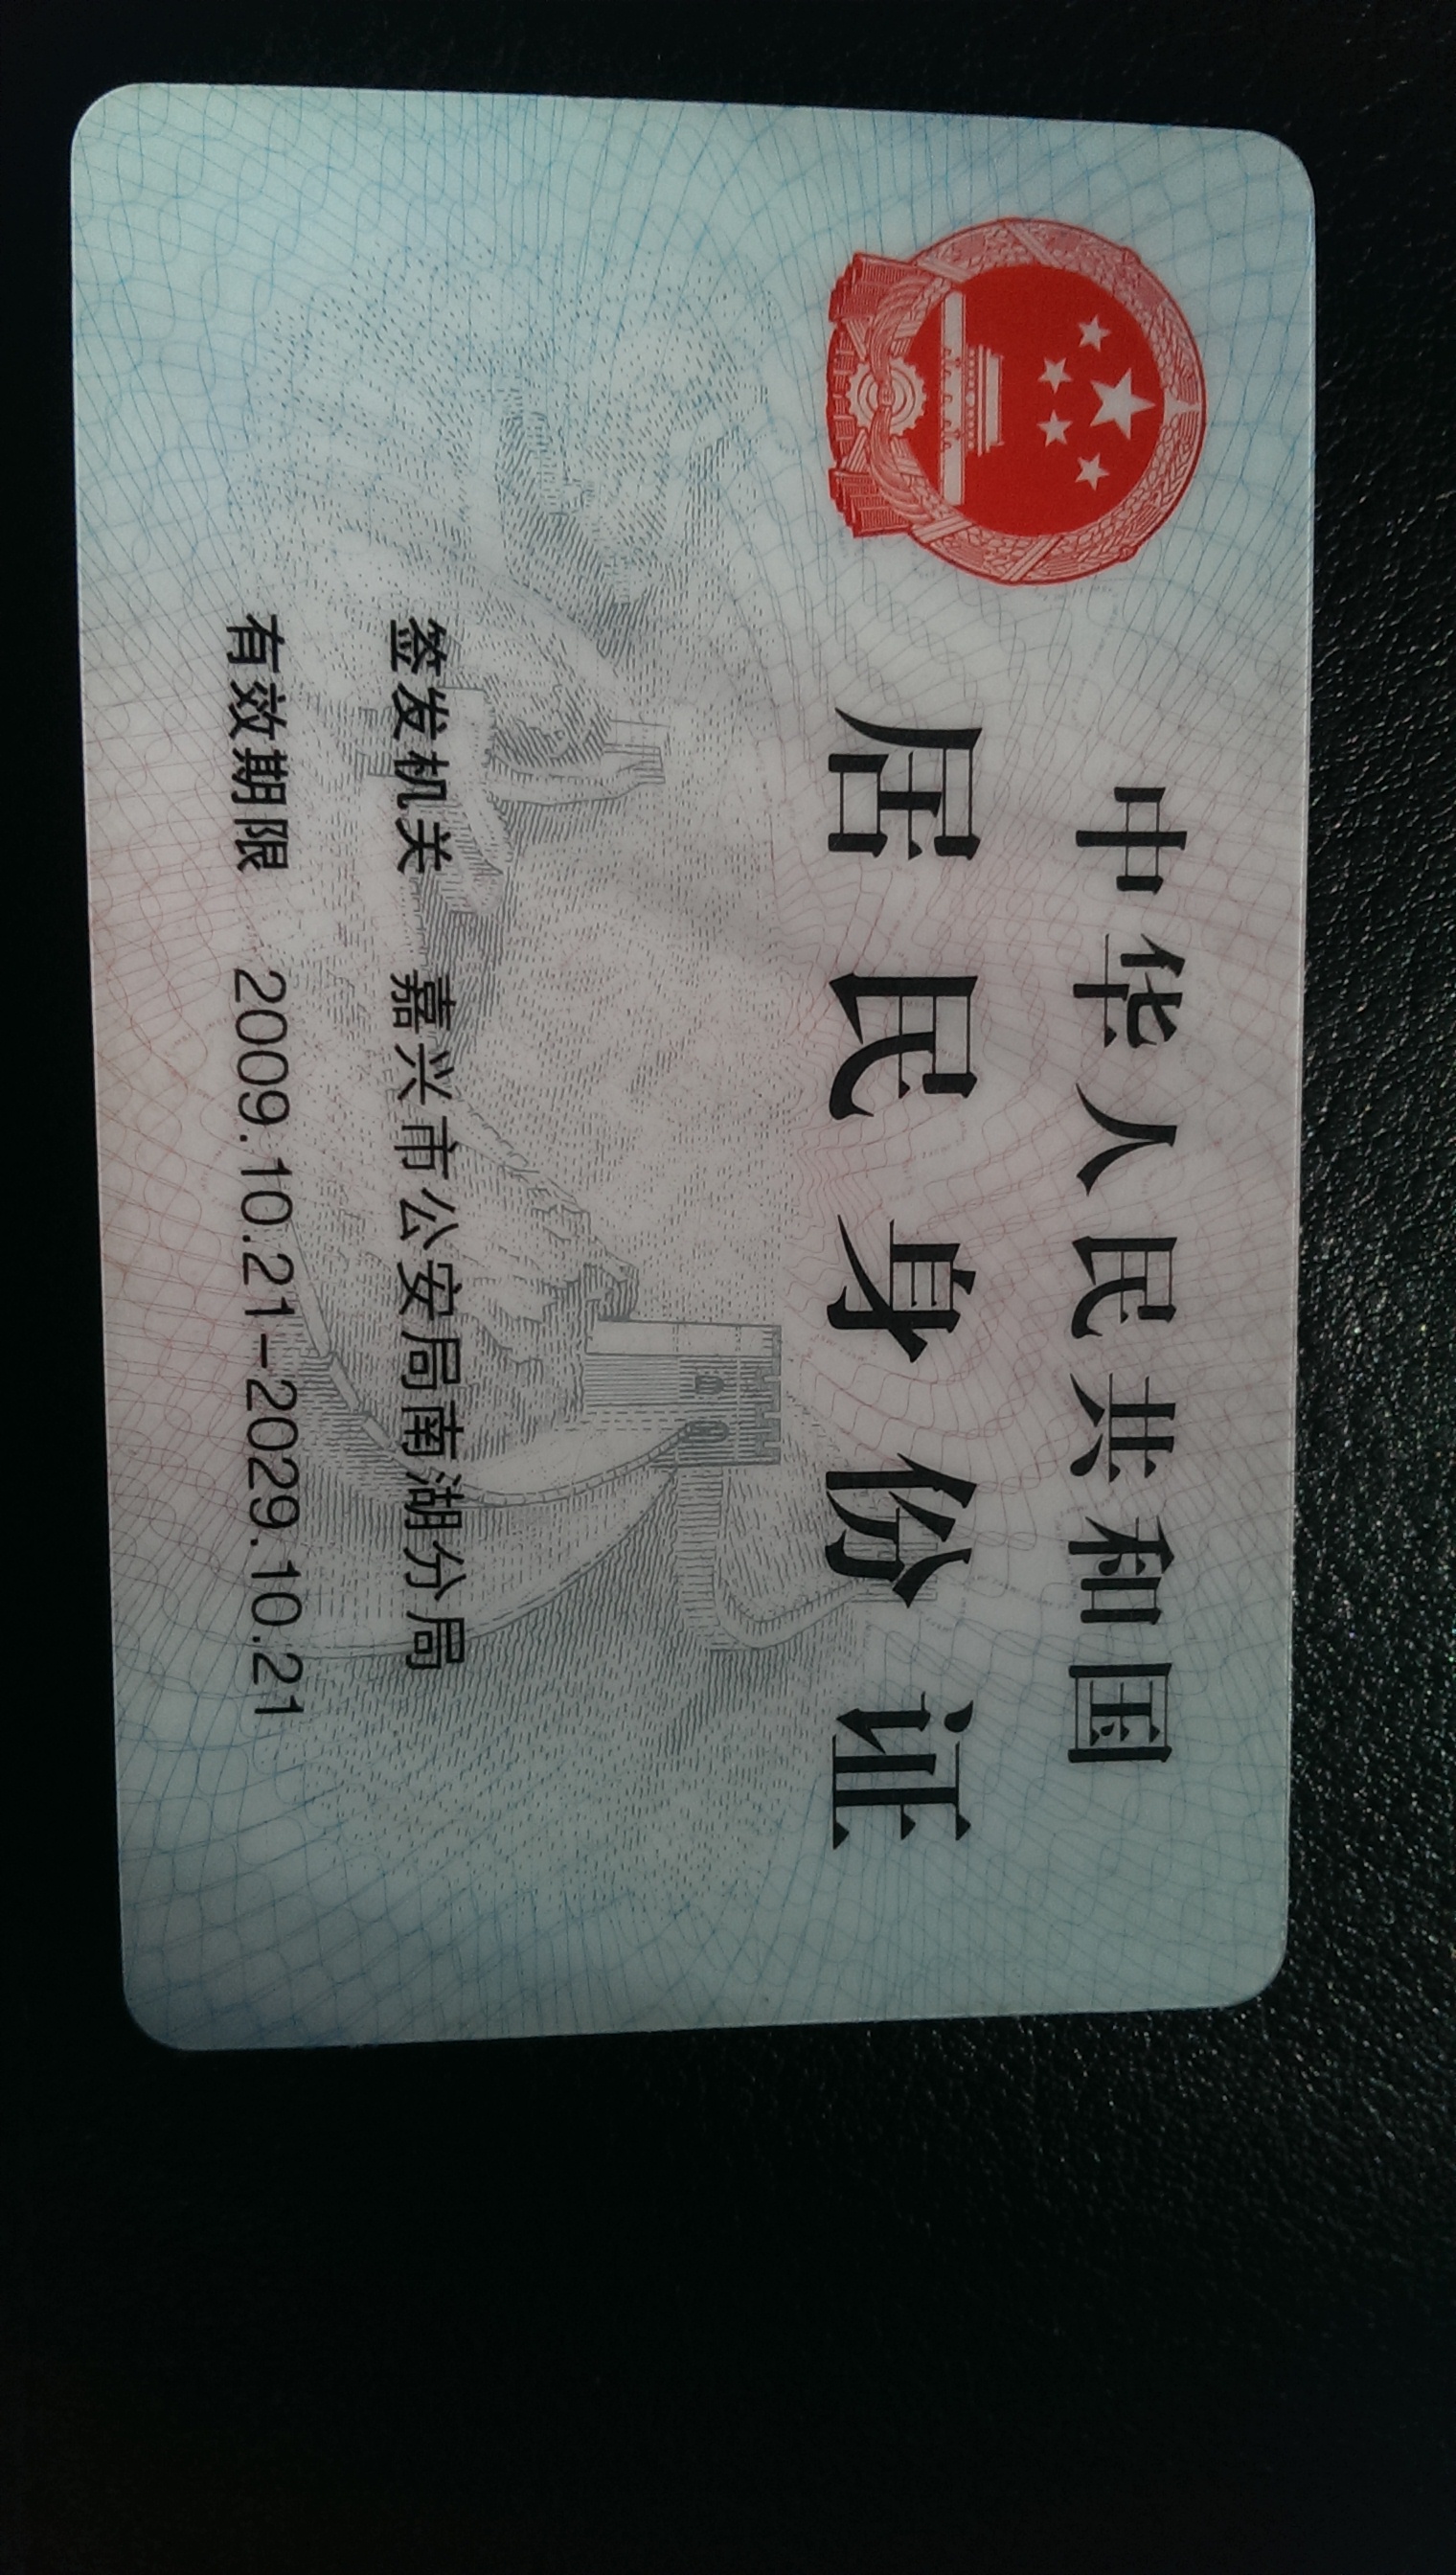 中华人民共和国
居民身份证
签发机关 嘉兴市公安局南湖分局
有效期限 2009.10.21-2029.10.21